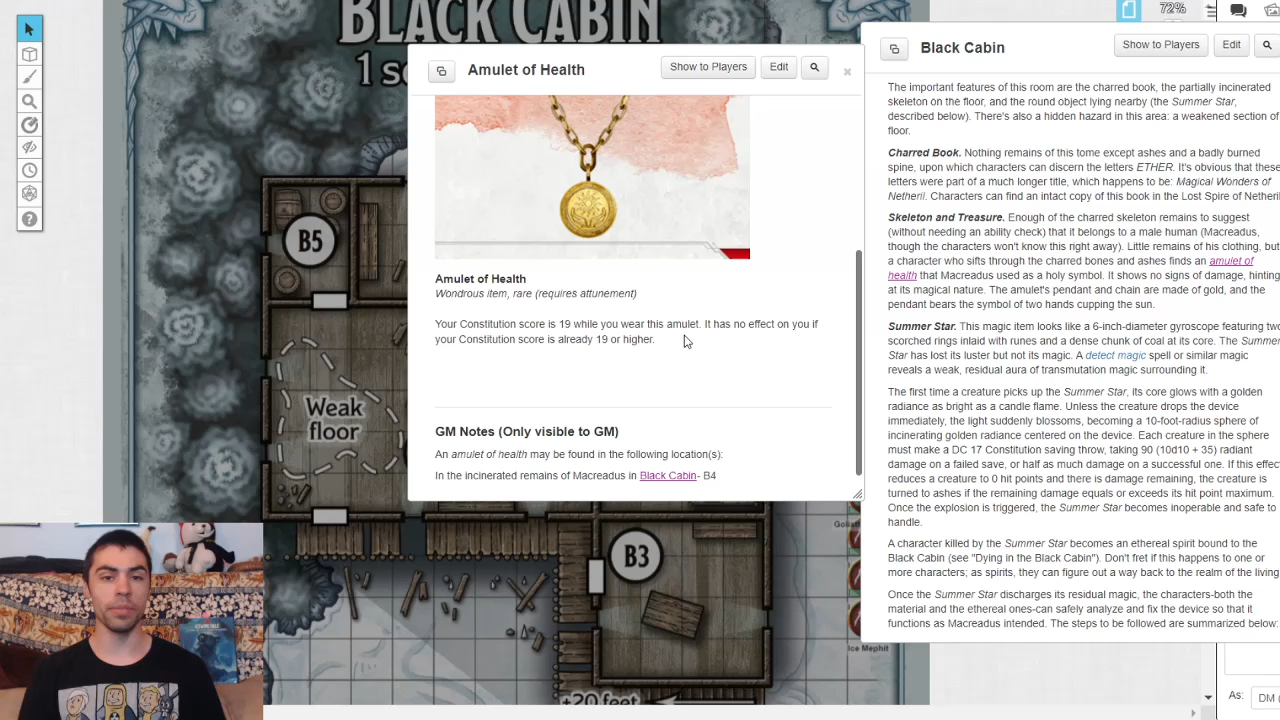 BLACK CABIN
72%
Black Cabin
Show to Players
Edit
Amulet of Health
Show to Players
Edit
B5
Weak
floor
B3
+20 feet
Amulet of Health
Wondrous item, rare (requires attunement)
Your Constitution score is 19 while you wear this amulet. It has no effect on you if
your Constitution score is already 19 or higher.
GM Notes (Only visible to GM)
An amulet of health may be found in the following location(s):
In the incinerated remains of Macreadus in Black Cabin- B4
The important features of this room are the charred book, the partially incinerated
skeleton on the floor, and the round object lying nearby (the Summer Star,
described below). There's also a hidden hazard in this area: a weakened section of
floor.
Charred Book. Nothing remains of this tome except ashes and a badly burned
spine, upon which characters can discern the letters ETHER. It's obvious that these
letters were part of a much longer title, which happens to be: Magical Wonders of
Netheril. Characters can find an intact copy of this book in the Lost Spire of Netheril
Skeleton and Treasure. Enough of the charred skeleton remains to suggest
(without needing an ability check) that it belongs to a male human (Macreadus,
though the characters won't know this right away). Little remains of his clothing, but
a character who sifts through the charred bones and ashes finds an amulet of
health that Macreadus used as a holy symbol. It shows no signs of damage, hinting
at its magical nature. The amulet's pendant and chain are made of gold, and the
pendant bears the symbol of two hands cupping the sun.
Summer Star. This magic item looks like a 6-inch-diameter gyroscope featuring two
scorched rings inlaid with runes and a dense chunk of coal at its core. The Summer
Star has lost its luster but not its magic. A detect magic spell or similar magic
reveals a weak, residual aura of transmutation magic surrounding it.
The first time a creature picks up the Summer Star, its core glows with a golden
radiance as bright as a candle flame. Unless the creature drops the device
immediately, the light suddenly blossoms, becoming a 10-foot-radius sphere of
incinerating golden radiance centered on the device. Each creature in the sphere
must make a DC 17 Constitution saving throw, taking 90 (10d10 + 35) radiant
damage on a failed save, or half as much damage on a successful one. If this effect
reduces a creature to 0 hit points and there is damage remaining, the creature is
turned to ashes if the remaining damage equals or exceeds its hit point maximum.
Once the explosion is triggered, the Summer Star becomes inoperable and safe to
handle.
A character killed by the Summer Star becomes an ethereal spirit bound to the
Black Cabin (see "Dying in the Black Cabin"). Don't fret if this happens to one or
more characters; as spirits, they can figure out a way back to the realm of the living
Once the Summer Star discharges its residual magic, the characters-both the
material and the ethereal ones-can safely analyze and fix the device so that it
functions as Macreadus intended. The steps to be followed are summarized below:
Ice Mephit
As:
DM (